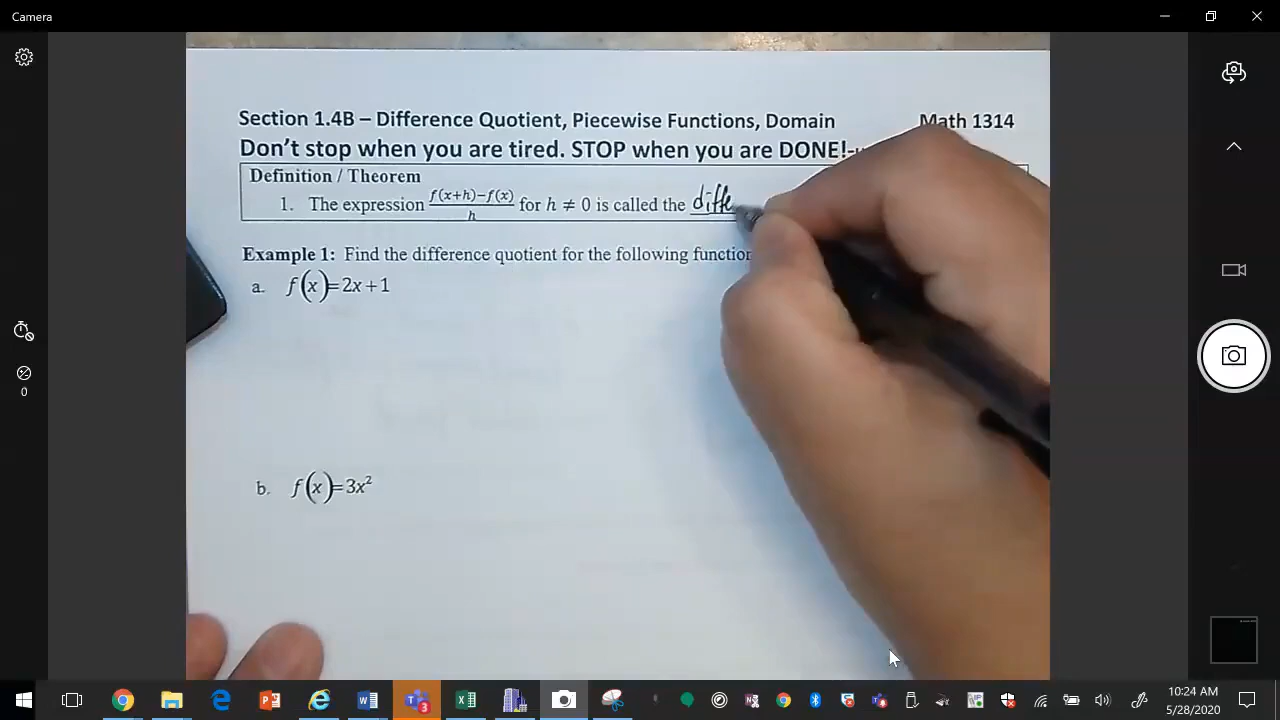 Camera
Section 1.4B – Difference Quotient, Piecewise Functions, Domain Math 1314
Don't stop when you are tired. STOP when you are DONE!
Definition / Theorem
1. The expression f(x+h)−f(x)/h for h ≠ 0 is called the diffe
Example 1: Find the difference quotient for the following function
a. f(x)=2x+1
0
b. f(x)=3x²
3
10:24 AM
5/28/2020